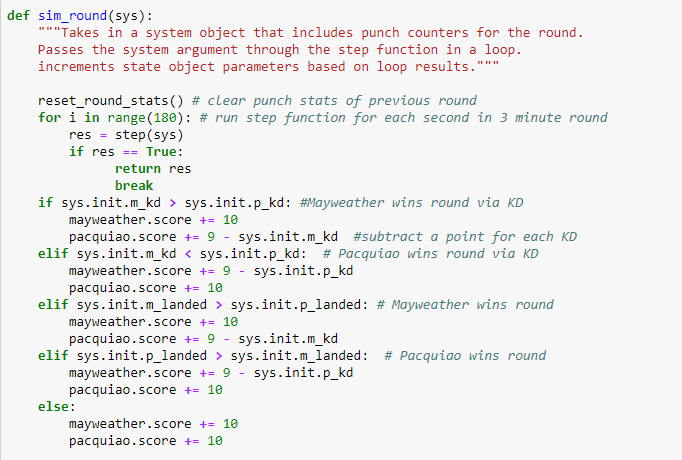 def sim_round(sys):
    """Takes in a system object that includes punch counters for the round.
    Passes the system argument through the step function in a loop.
    increments state object parameters based on loop results."""

    reset_round_stats() # clear punch stats of previous round
    for i in range(180): # run step function for each second in 3 minute round
        res = step(sys)
        if res == True:
              return res
              break
    if sys.init.m_kd > sys.init.p_kd: #Mayweather wins round via KD
        mayweather.score += 10
        pacquiao.score += 9 - sys.init.m_kd  #subtract a point for each KD
    elif sys.init.m_kd < sys.init.p_kd:  # Pacquiao wins round via KD
        mayweather.score += 9 - sys.init.p_kd
        pacquiao.score += 10
    elif sys.init.m_landed > sys.init.p_landed: # Mayweather wins round
        mayweather.score += 10
        pacquiao.score += 9 - sys.init.m_kd
    elif sys.init.p_landed > sys.init.m_landed:  # Pacquiao wins round
        mayweather.score += 9 - sys.init.p_kd
        pacquiao.score += 10
    else:
        mayweather.score += 10
        pacquiao.score += 10